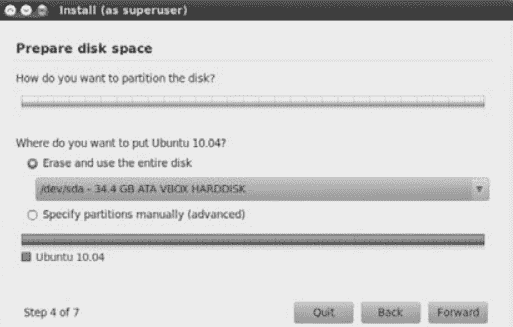 Install (as superuser)
Prepare disk space
How do you want to partition the disk?
Where do you want to put Ubuntu 10.04?
Erase and use the entire disk
/dev/sda - 34.4 GB ATA VBOX HARDDISK
Specify partitions manually (advanced)
Ubuntu 10.04
Step 4 of 7 Quit Back Forward